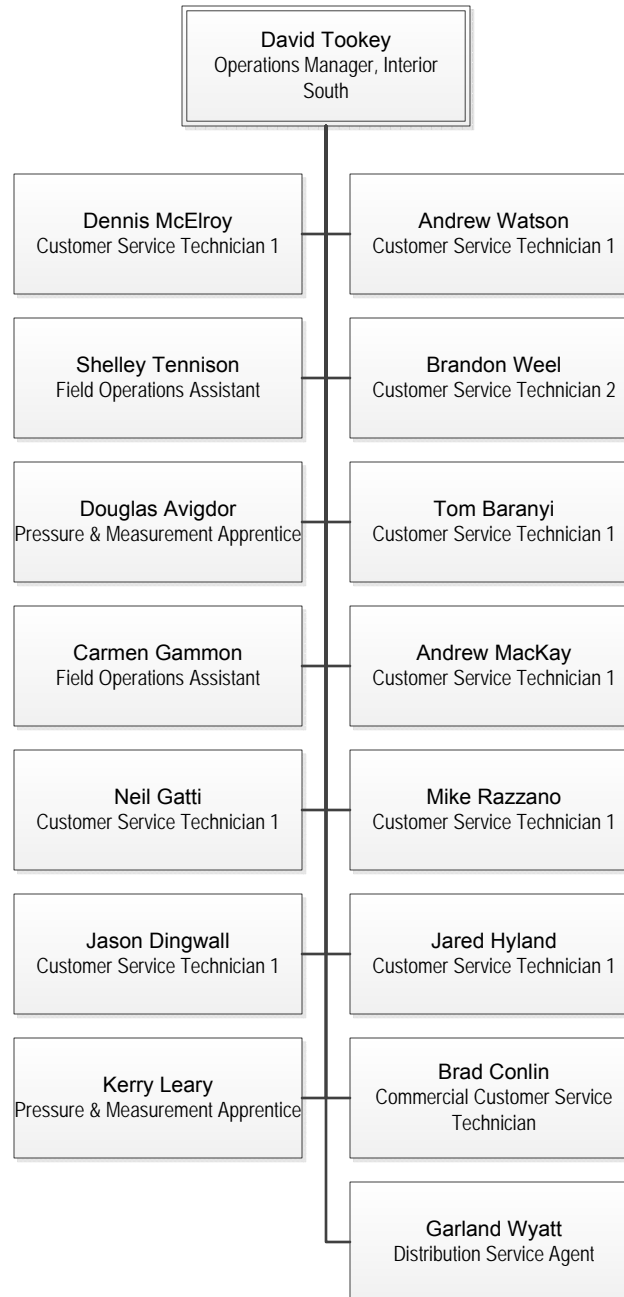 David Tookey
Operations Manager, Interior
South
Dennis McElroy
Customer Service Technician 1
Andrew Watson
Customer Service Technician 1
Shelley Tennison
Field Operations Assistant
Brandon Weel
Customer Service Technician 2
Douglas Avigdor
Pressure & Measurement Apprentice
Tom Baranyi
Customer Service Technician 1
Carmen Gammon
Field Operations Assistant
Andrew MacKay
Customer Service Technician 1
Neil Gatti
Customer Service Technician 1
Mike Razzano
Customer Service Technician 1
Jason Dingwall
Customer Service Technician 1
Jared Hyland
Customer Service Technician 1
Kerry Leary
Pressure & Measurement Apprentice
Brad Conlin
Commercial Customer Service
Technician
Garland Wyatt
Distribution Service Agent